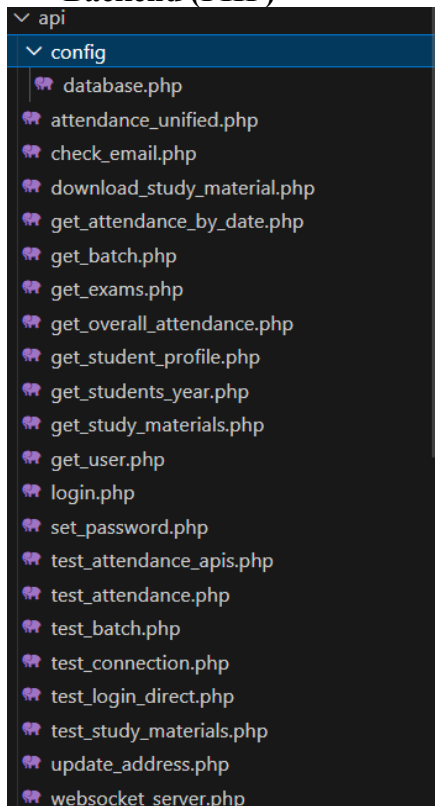 Backend (PHP)
api
config
database.php
attendance_unified.php
check_email.php
download_study_material.php
get_attendance_by_date.php
get_batch.php
get_exams.php
get_overall_attendance.php
get_student_profile.php
get_students_year.php
get_study_materials.php
get_user.php
login.php
set_password.php
test_attendance_apis.php
test_attendance.php
test_batch.php
test_connection.php
test_login_direct.php
test_study_materials.php
update_address.php
websocket_server.php